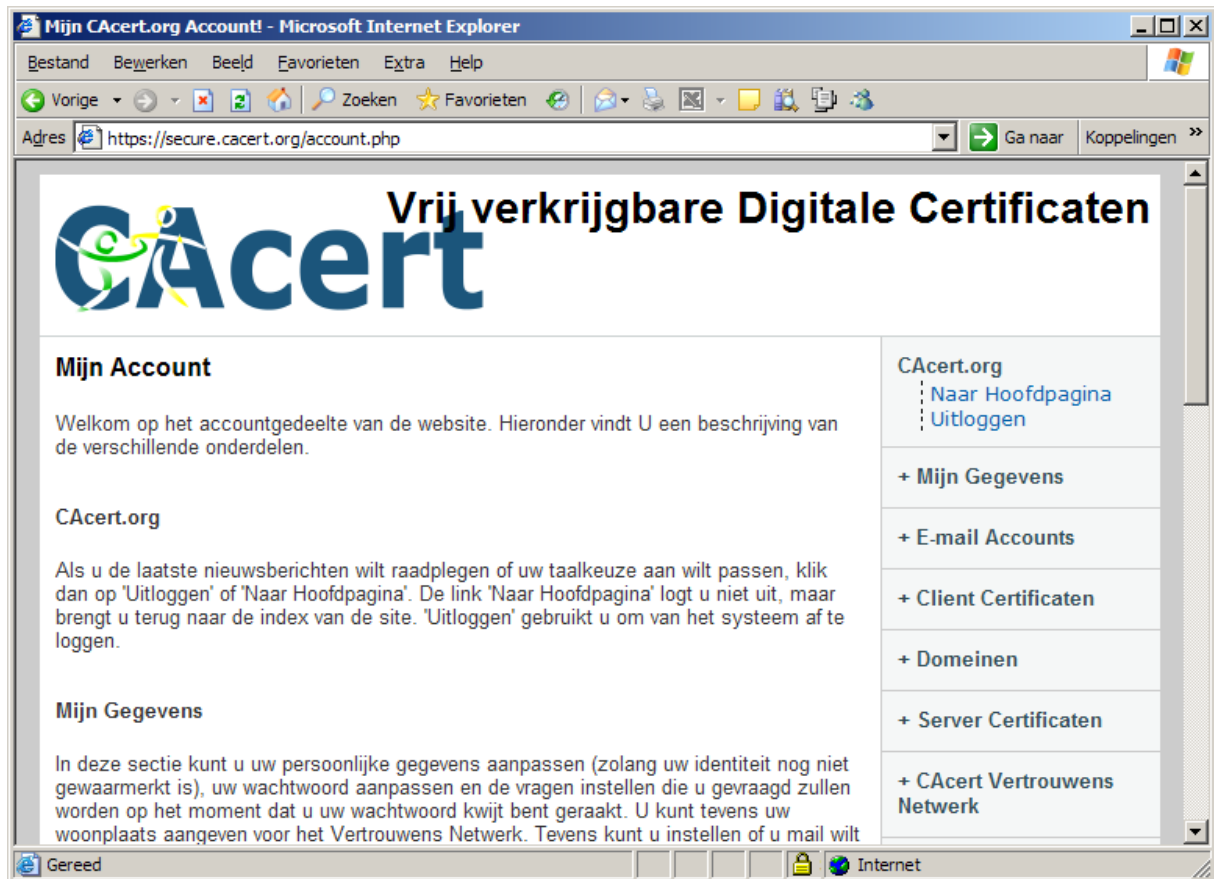 Mijn CAcert.org Account! - Microsoft Internet Explorer
Bestand Bewerken Beeld Favorieten Extra Help
Vorige Zoeken Favorieten
Adres https://secure.cacert.org/account.php Ga naar Koppelingen »
CAcert
Vrij verkrijgbare Digitale Certificaten
Mijn Account
Welkom op het accountgedeelte van de website. Hieronder vindt U een beschrijving van
de verschillende onderdelen.
CAcert.org
Als u de laatste nieuwsberichten wilt raadplegen of uw taalkeuze aan wilt passen, klik
dan op 'Uitloggen' of 'Naar Hoofdpagina'. De link 'Naar Hoofdpagina' logt u niet uit, maar
brengt u terug naar de index van de site. 'Uitloggen' gebruikt u om van het systeem af te
loggen.
Mijn Gegevens
In deze sectie kunt u uw persoonlijke gegevens aanpassen (zolang uw identiteit nog niet
gewaarmerkt is), uw wachtwoord aanpassen en de vragen instellen die u gevraagd zullen
worden op het moment dat u uw wachtwoord kwijt bent geraakt. U kunt tevens uw
woonplaats aangeven voor het Vertrouwens Netwerk. Tevens kunt u instellen of u mail wilt
CAcert.org
Naar Hoofdpagina
Uitloggen
+ Mijn Gegevens
+ E-mail Accounts
+ Client Certificaten
+ Domeinen
+ Server Certificaten
+ CAcert Vertrouwens
Netwerk
Gereed Internet